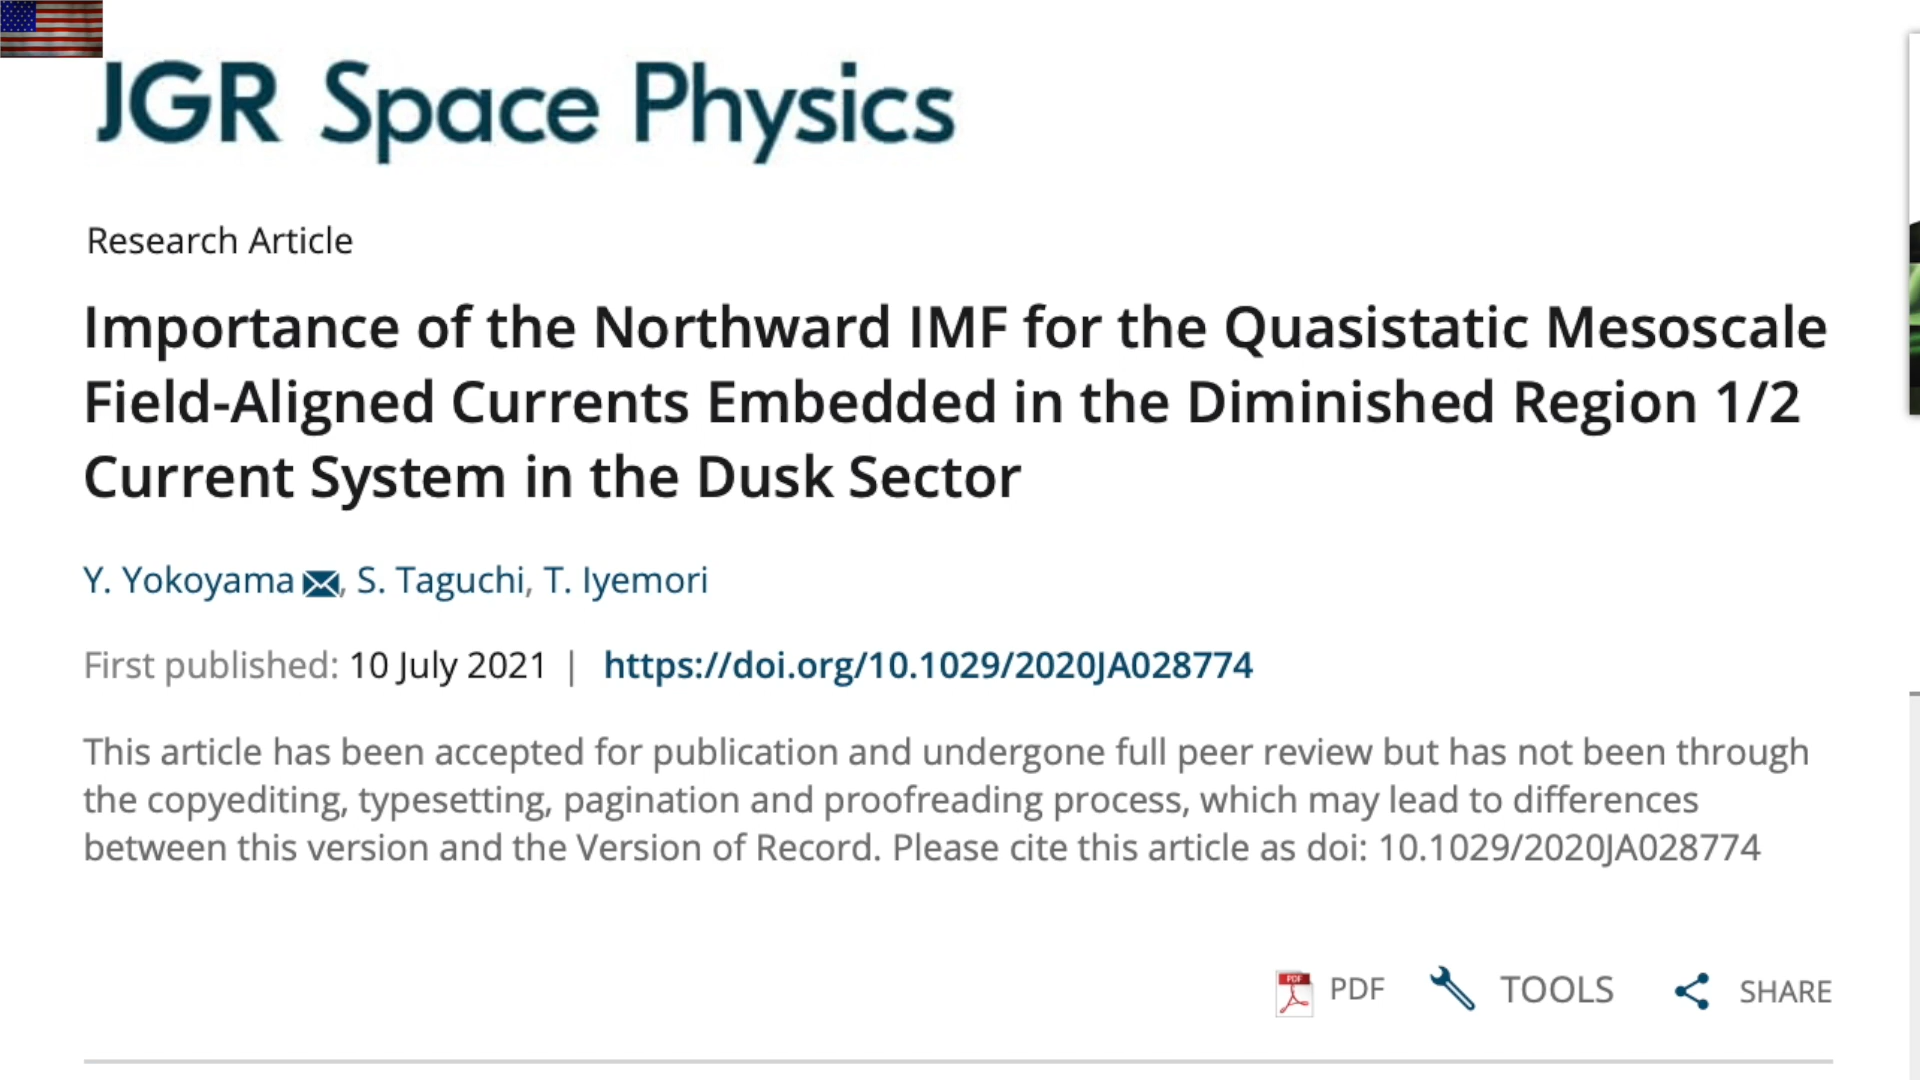 JGR Space Physics
Research Article
Importance of the Northward IMF for the Quasistatic Mesoscale
Field-Aligned Currents Embedded in the Diminished Region 1/2
Current System in the Dusk Sector
Y. Yokoyama, S. Taguchi, T. Iyemori
First published: 10 July 2021 | https://doi.org/10.1029/2020JA028774
This article has been accepted for publication and undergone full peer review but has not been through
the copyediting, typesetting, pagination and proofreading process, which may lead to differences
between this version and the Version of Record. Please cite this article as doi: 10.1029/2020JA028774
PDF PDF TOOLS SHARE